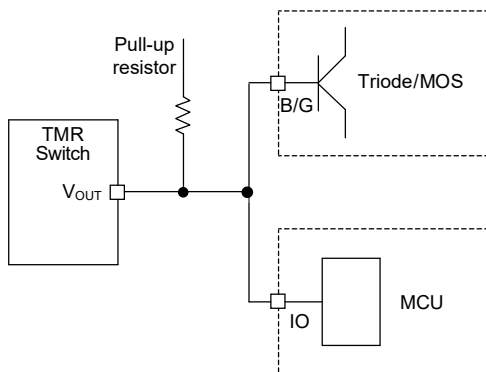 Pull-up
resistor
TMR
Switch
VOUT
B/G
Triode/MOS
IO
MCU